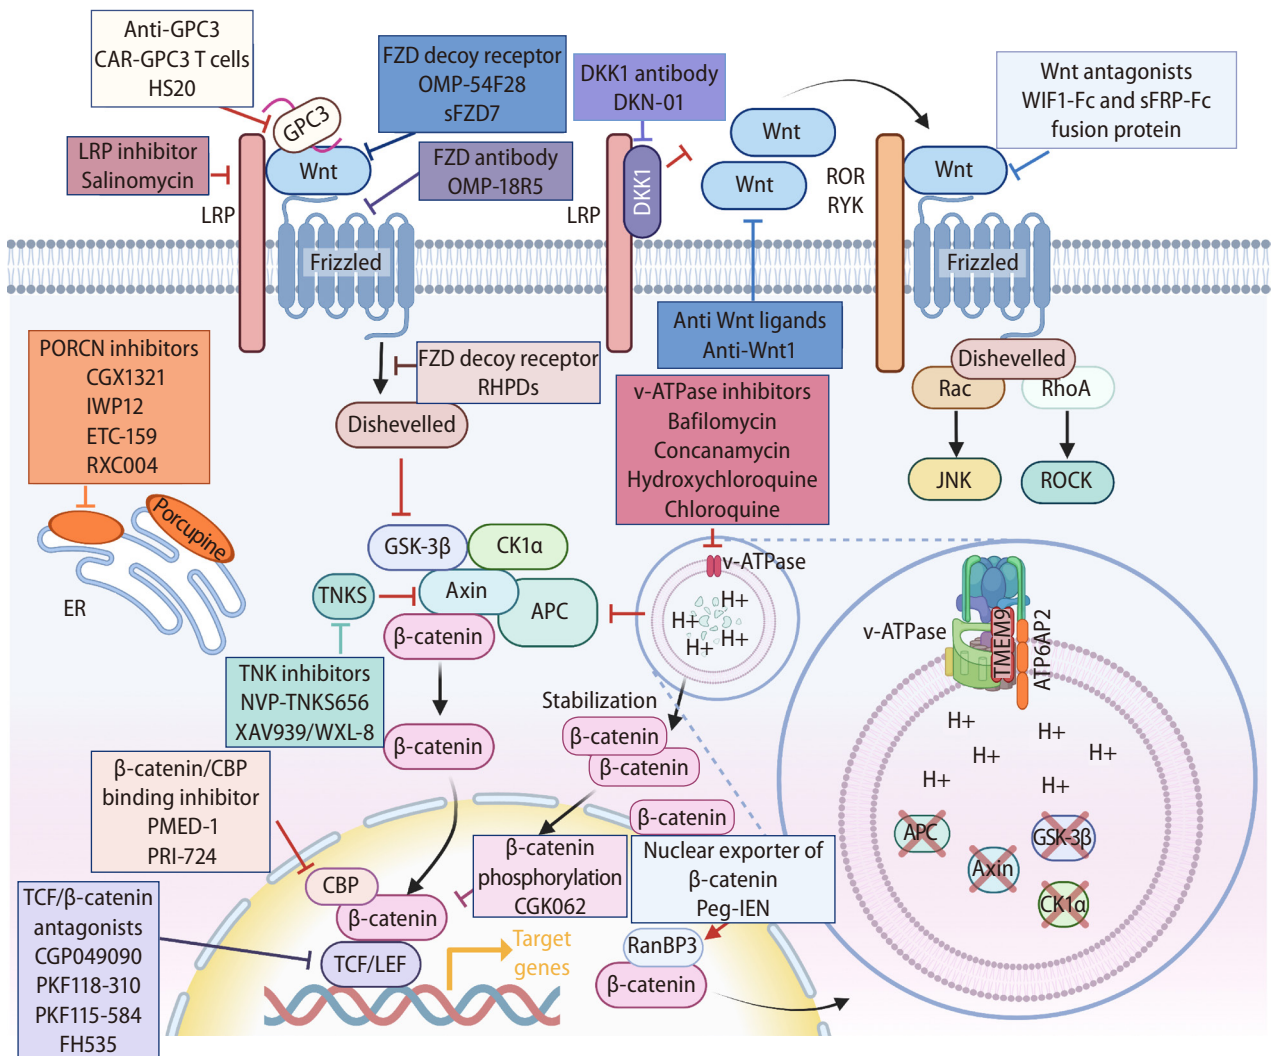 Anti-GPC3
CAR-GPC3 T cells
HS20
GPC3
FZD decoy receptor
OMP-54F28
sFZD7
DKK1 antibody
DKN-01
Wnt antagonists
WIF1-Fc and sFRP-Fc
fusion protein
LRP inhibitor
Salinomycin
Wnt
FZD antibody
OMP-18R5
LRP
LRP
DKK1
Wnt
Wnt
ROR
RYK
Wnt
Frizzled
Frizzled
Anti Wnt ligands
Anti-Wnt1
PORCN inhibitors
CGX1321
IWP12
ETC-159
RXC004
Porcupine
ER
FZD decoy receptor
RHPDs
Dishevelled
v-ATPase inhibitors
Bafilomycin
Concanamycin
Hydroxychloroquine
Chloroquine
Dishevelled
Rac
RhoA
JNK
ROCK
GSK-3β
CK1α
Axin
APC
TNKS
β-catenin
TNK inhibitors
NVP-TNKS656
XAV939/WXL-8
β-catenin
v-ATPase
H+
H+
H+
H+
Stabilization
β-catenin
β-catenin
v-ATPase
TMEM9
ATP6AP2
H+
H+
H+
H+
H+
H+
APC
GSK-3β
Axin
CK1α
β-catenin/CBP
binding inhibitor
PMED-1
PRI-724
TCF/β-catenin
antagonists
CGP049090
PKF118-310
PKF115-584
FH535
CBP
β-catenin
TCF/LEF
Target
genes
β-catenin
phosphorylation
CGK062
β-catenin
Nuclear exporter of
β-catenin
Peg-IEN
RanBP3
β-catenin